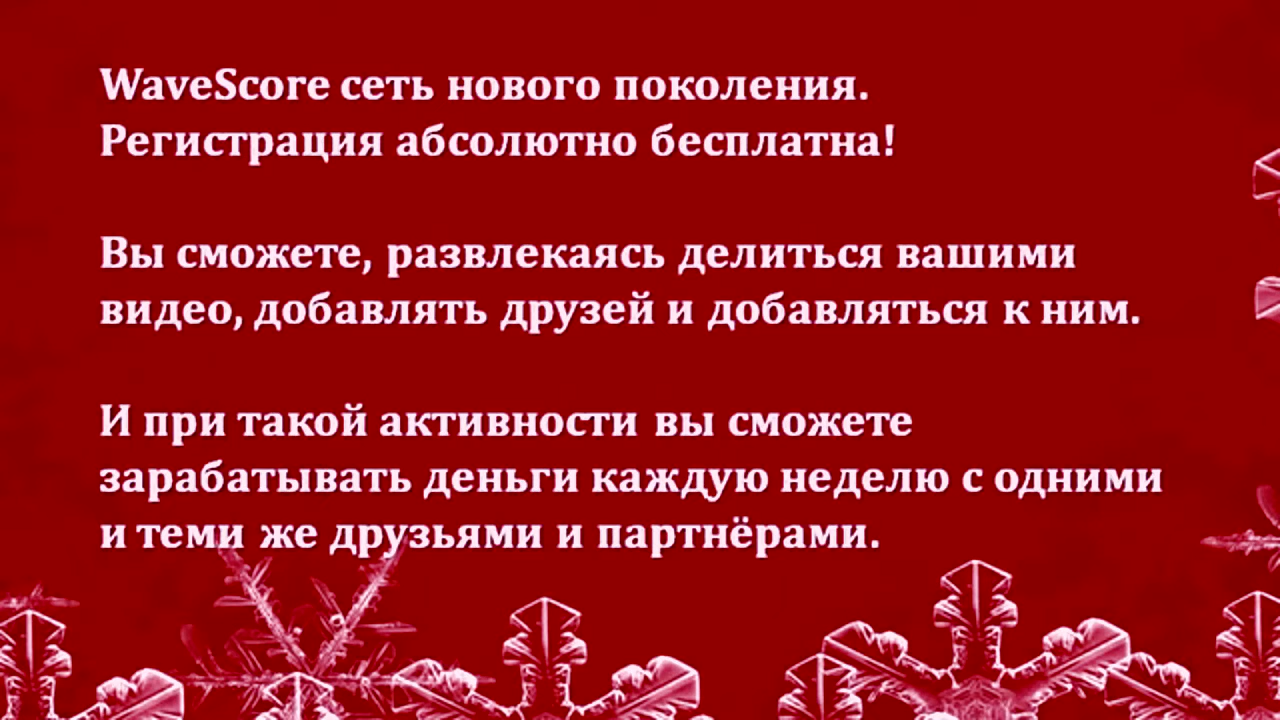 WaveScore сеть нового поколения.
Регистрация абсолютно бесплатна!
Вы сможете, развлекаясь делиться вашими
видео, добавлять друзей и добавляться к ним.
И при такой активности вы сможете
зарабатывать деньги каждую неделю с одними
и теми же друзьями и партнёрами.